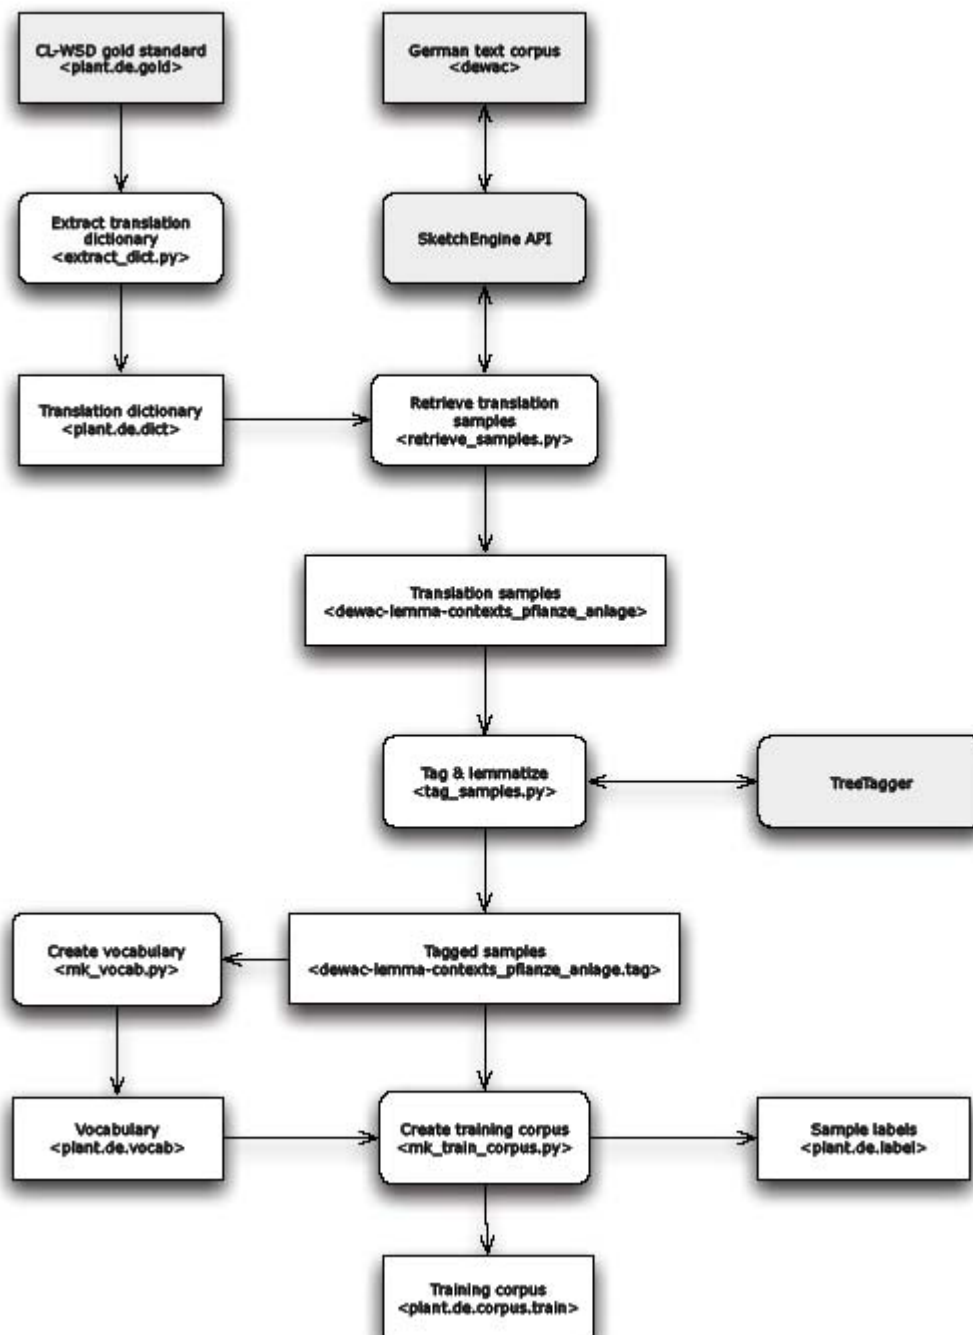 CL-WSD gold standard
<plant.de.gold>
German text corpus
<dewac>
Extract translation
dictionary
<extract_dict.py>
SketchEngine API
Translation dictionary
<plant.de.dict>
Retrieve translation
samples
<retrieve_samples.py>
Translation samples
<dewac-lemma-contexts_pflanze_anlage>
Tag & lemmatize
<tag_samples.py>
TreeTagger
Create vocabulary
<mk_vocab.py>
Tagged samples
<dewac-lemma-contexts_pflanze_anlage.tag>
Vocabulary
<plant.de.vocab>
Create training corpus
<mk_train_corpus.py>
Sample labels
<plant.de.label>
Training corpus
<plant.de.corpus.train>